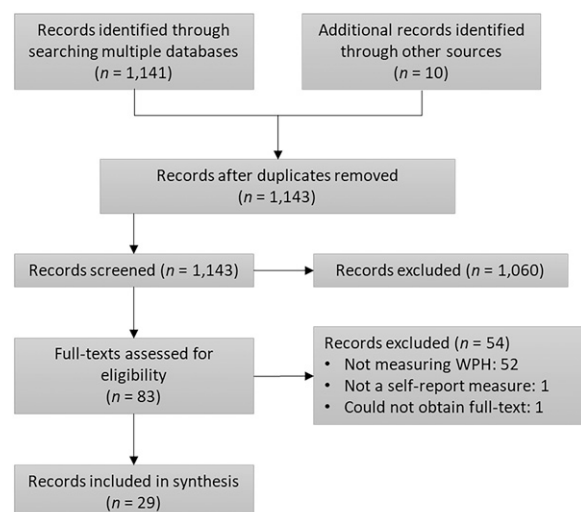 Records identified through
searching multiple databases
(n = 1,141)
Additional records identified
through other sources
(n = 10)
Records after duplicates removed
(n = 1,143)
Records screened (n = 1,143)
Records excluded (n = 1,060)
Full-texts assessed for
eligibility
(n = 83)
Records excluded (n = 54)
• Not measuring WPH: 52
• Not a self-report measure: 1
• Could not obtain full-text: 1
Records included in synthesis
(n = 29)